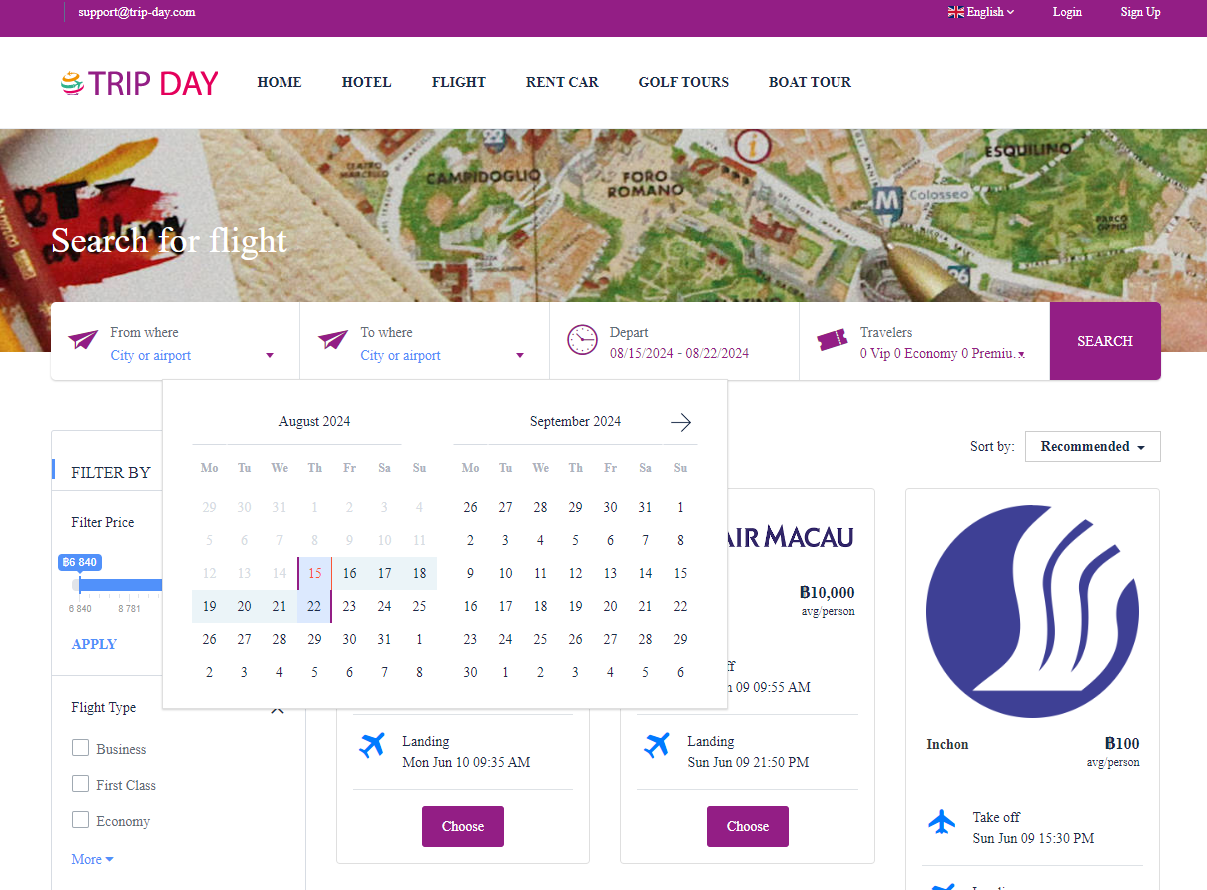 support@trip-day.com
English
Login
Sign Up
TRIP DAY
HOME
HOTEL
FLIGHT
RENT CAR
GOLF TOURS
BOAT TOUR
TEATRO
MARCELLO
CAMPIDOGLIO
FORO
ROMANO
ESQUILINO
M
Colosseo
PARCO
OPPIO
96
Search for flight
From where
City or airport
To where
City or airport
Depart
08/15/2024 - 08/22/2024
Travelers
0 Vip 0 Economy 0 Premiu.
SEARCH
August 2024
Mo Tu We Th Fr Sa Su
29 30 31 1 2 3 4
5 6 7 8 9 10 11
12 13 14 15 16 17 18
19 20 21 22 23 24 25
26 27 28 29 30 31 1
2 3 4 5 6 7 8
September 2024
Mo Tu We Th Fr Sa Su
26 27 28 29 30 31 1
2 3 4 5 6 7 8
9 10 11 12 13 14 15
16 17 18 19 20 21 22
23 24 25 26 27 28 29
30 1 2 3 4 5 6
Sort by:
Recommended
FILTER BY
Filter Price
฿6 840
6 840
8 781
APPLY
Flight Type
Business
First Class
Economy
More
Landing
Mon Jun 10 09:35 AM
Choose
AIR MACAU
฿10,000
avg/person
09 09:55 AM
Landing
Sun Jun 09 21:50 PM
Choose
Inchon
฿100
avg/person
Take off
Sun Jun 09 15:30 PM